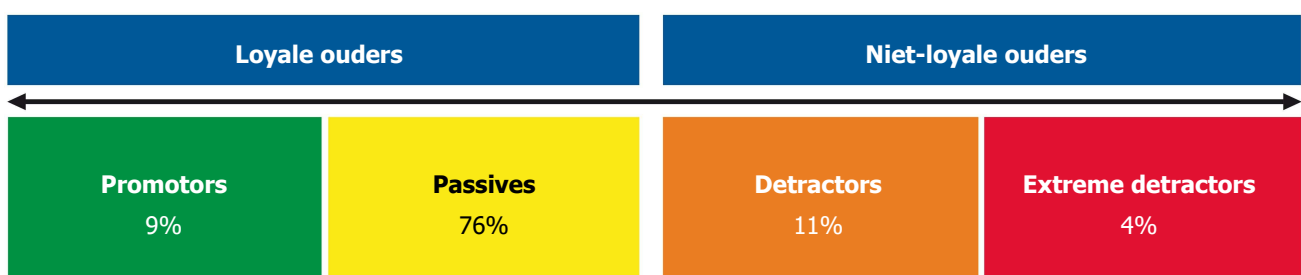 Loyale ouders
Niet-loyale ouders
Promotors
9%
Passives
76%
Detractors
11%
Extreme detractors
4%